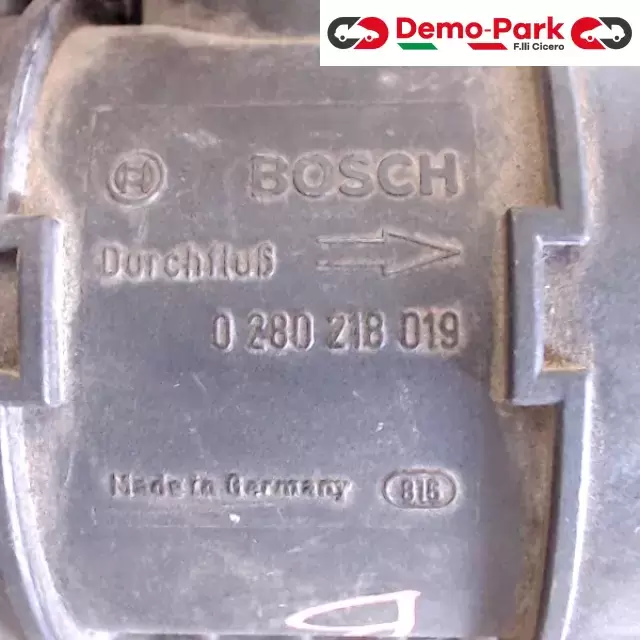 Demo-Park
F.lli Cicero
BOSCH
Durchfluß
0 280 218 019
Made in Germany 816